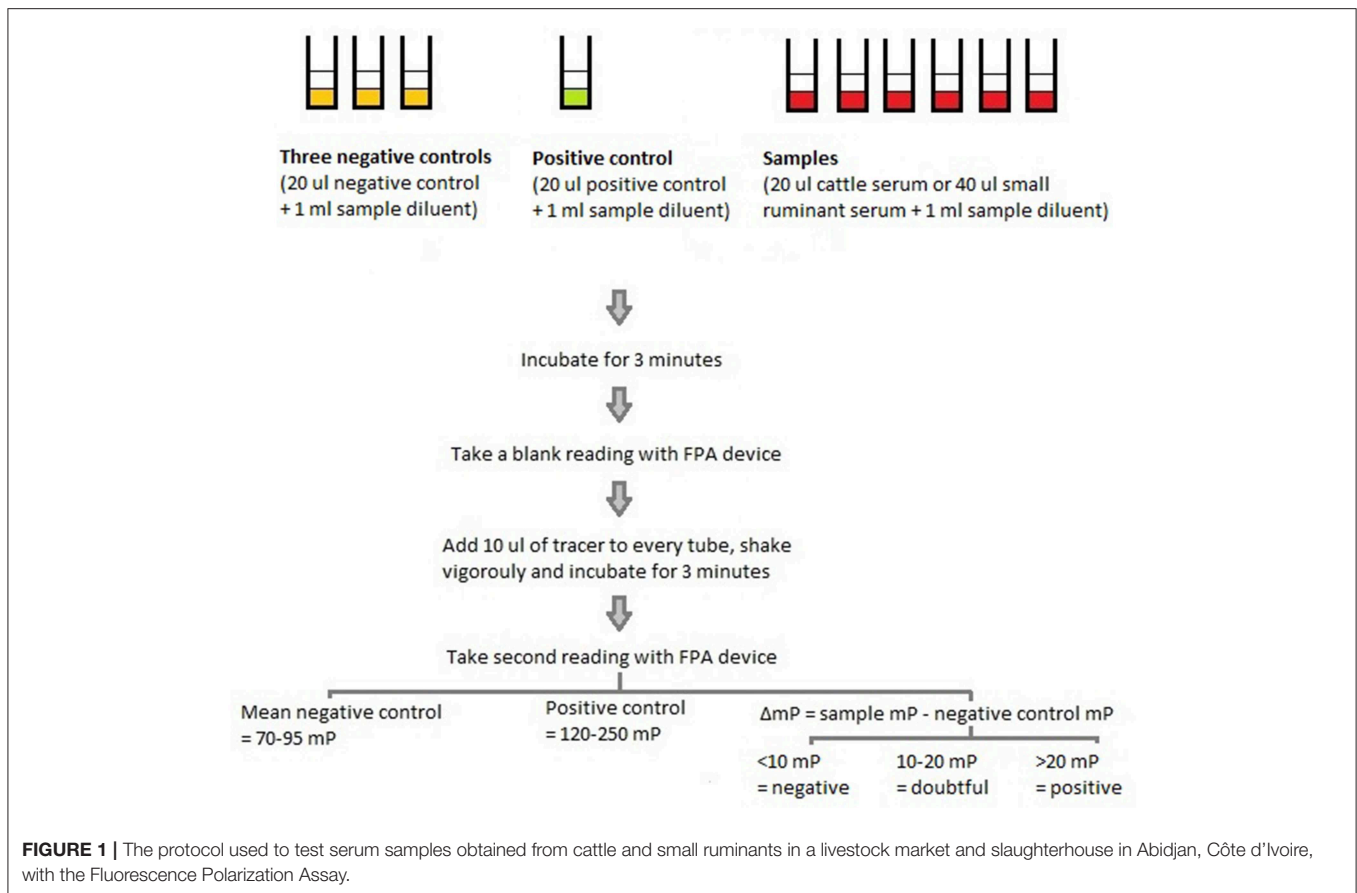 Three negative controls
(20 ul negative control
+ 1 ml sample diluent)
Positive control
(20 ul positive control
+ 1 ml sample diluent)
Samples
(20 ul cattle serum or 40 ul small
ruminant serum + 1 ml sample diluent)
Incubate for 3 minutes
Take a blank reading with FPA device
Add 10 ul of tracer to every tube, shake
vigorouly and incubate for 3 minutes
Take second reading with FPA device
Mean negative control
= 70-95 mP
Positive control
= 120-250 mP
ΔmP = sample mP - negative control mP
<10 mP
= negative
10-20 mP
= doubtful
>20 mP
= positive
FIGURE 1 | The protocol used to test serum samples obtained from cattle and small ruminants in a livestock market and slaughterhouse in Abidjan, Côte d’Ivoire,
with the Fluorescence Polarization Assay.